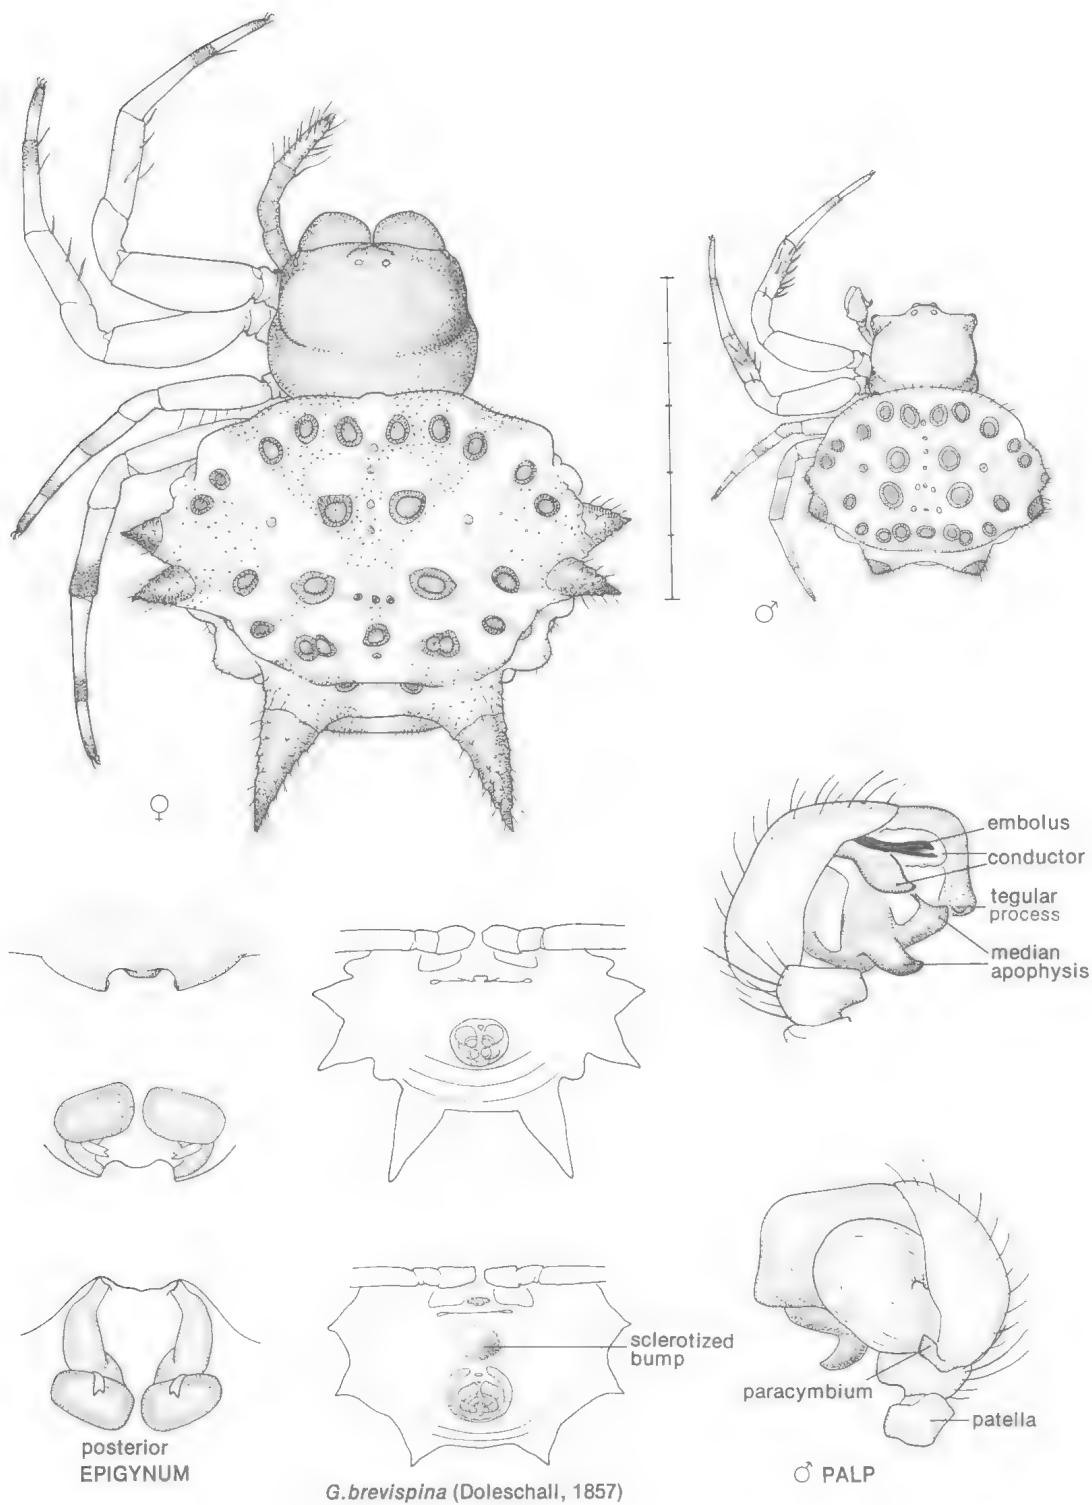 ♀
♂
embolus
conductor
tegular
process
median
apophysis
sclerotized
bump
paracymbium
patella
posterior
EPIGYNUM
G.brevispina (Doleschall, 1857)
♂ PALP